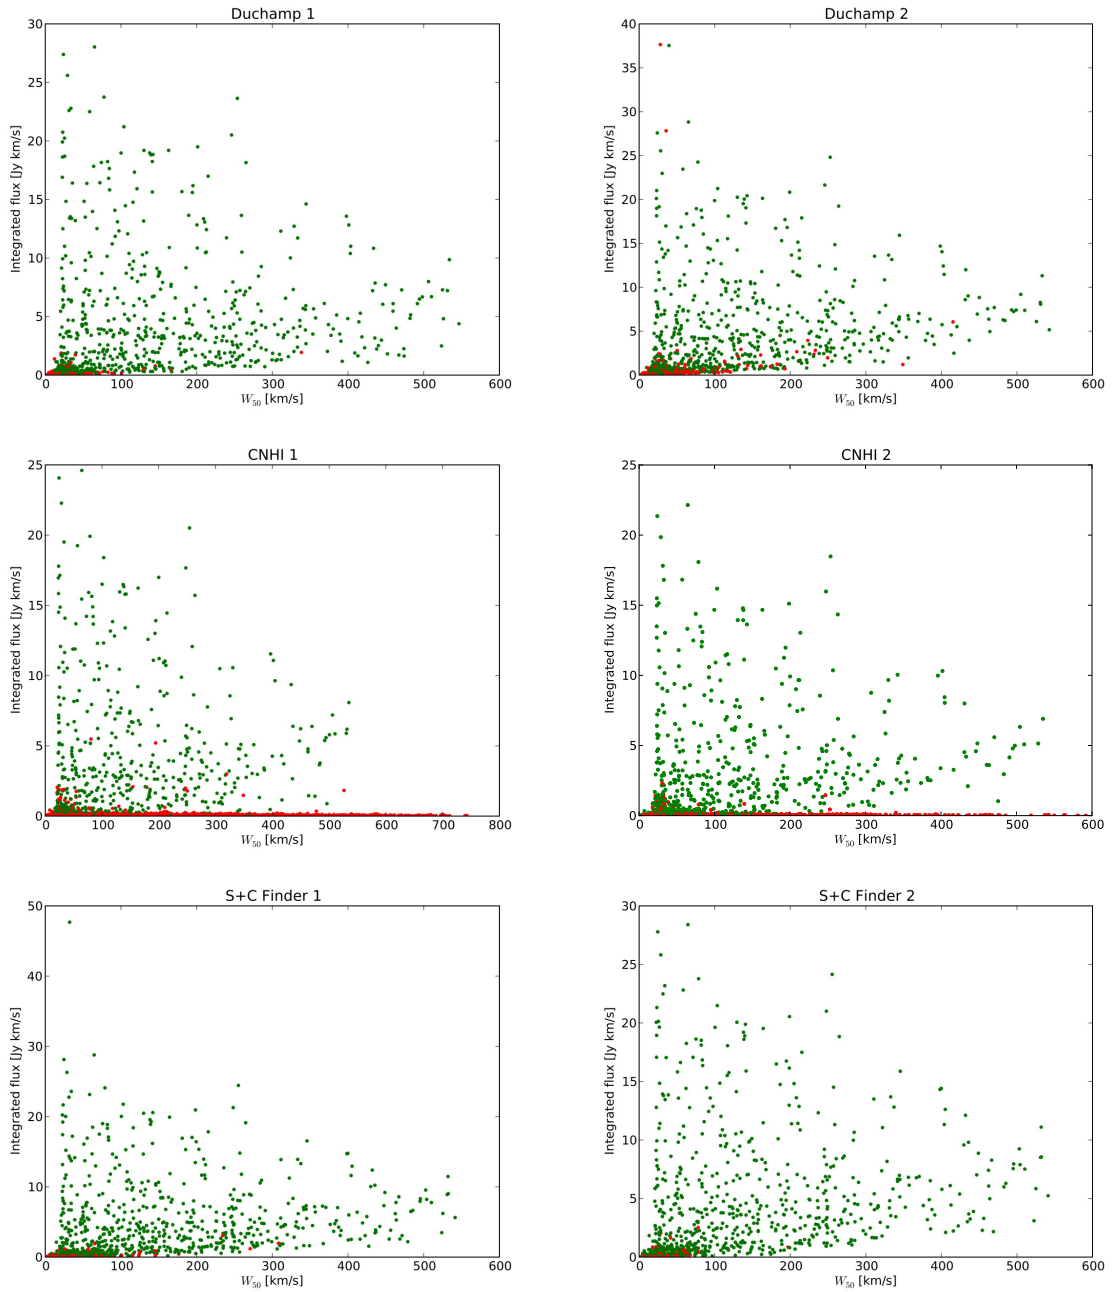 Duchamp 1
Integrated flux [Jy km/s]
30
25
20
15
10
5
0
0 100 200 300 400 500 600
W50 [km/s]
Duchamp 2
Integrated flux [Jy km/s]
40
35
30
25
20
15
10
5
0
0 100 200 300 400 500 600
W50 [km/s]
CNHI 1
Integrated flux [Jy km/s]
25
20
15
10
5
0
0 100 200 300 400 500 600 700 800
W50 [km/s]
CNHI 2
Integrated flux [Jy km/s]
25
20
15
10
5
0
0 100 200 300 400 500 600
W50 [km/s]
S+C Finder 1
Integrated flux [Jy km/s]
50
40
30
20
10
0
0 100 200 300 400 500 600
W50 [km/s]
S+C Finder 2
Integrated flux [Jy km/s]
30
25
20
15
10
5
0
0 100 200 300 400 500 600
W50 [km/s]